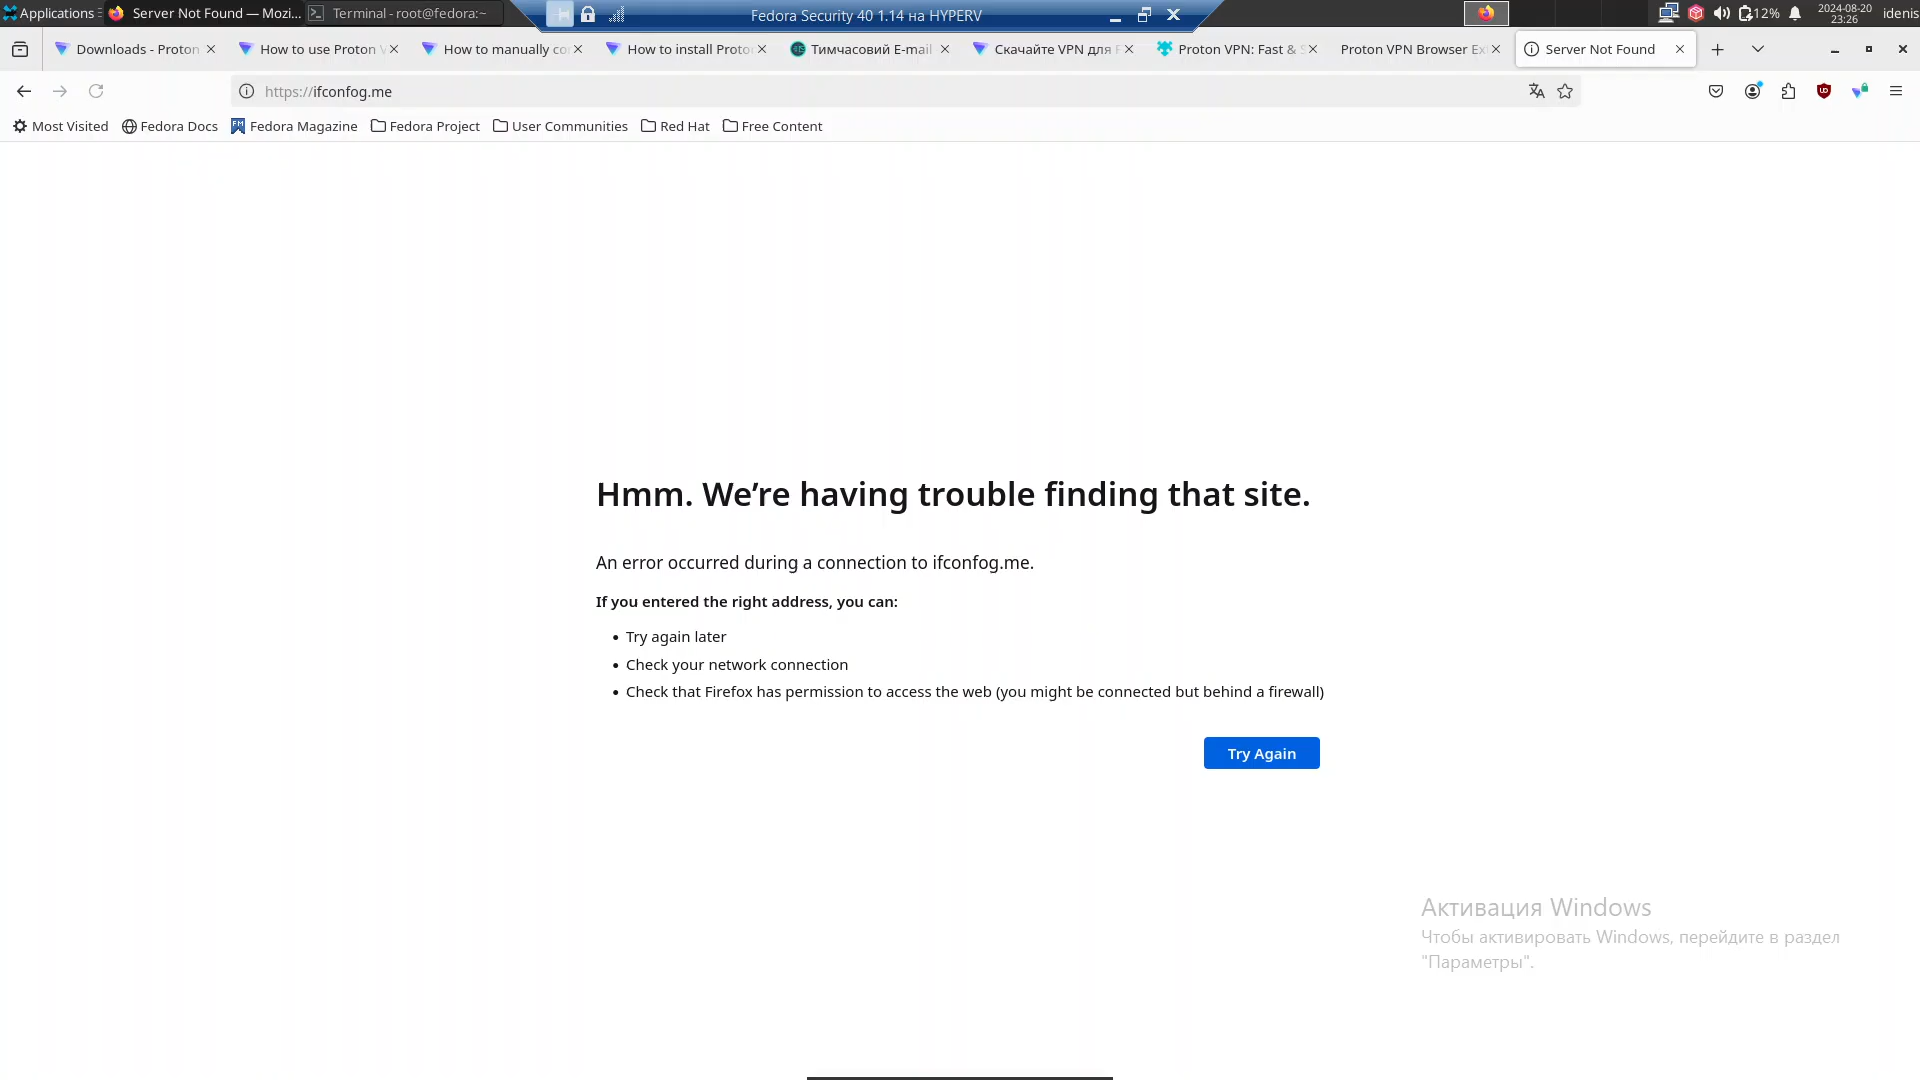 Applications
Server Not Found — Mozi...
Terminal - root@fedora:~
Fedora Security 40 1.14 на HYPERV
12%
2024-08-20
23:26
idenis
Downloads - Proton
How to use Proton V
How to manually co
How to install Proto
Тимчасовий E-mail
Скачайте VPN для F
Proton VPN: Fast & S
Proton VPN Browser Ex
Server Not Found
https://ifconfog.me
Most Visited
Fedora Docs
Fedora Magazine
Fedora Project
User Communities
Red Hat
Free Content
Hmm. We’re having trouble finding that site.
An error occurred during a connection to ifconfog.me.
If you entered the right address, you can:
• Try again later
• Check your network connection
• Check that Firefox has permission to access the web (you might be connected but behind a firewall)
Try Again
Активация Windows
Чтобы активировать Windows, перейдите в раздел
"Параметры".